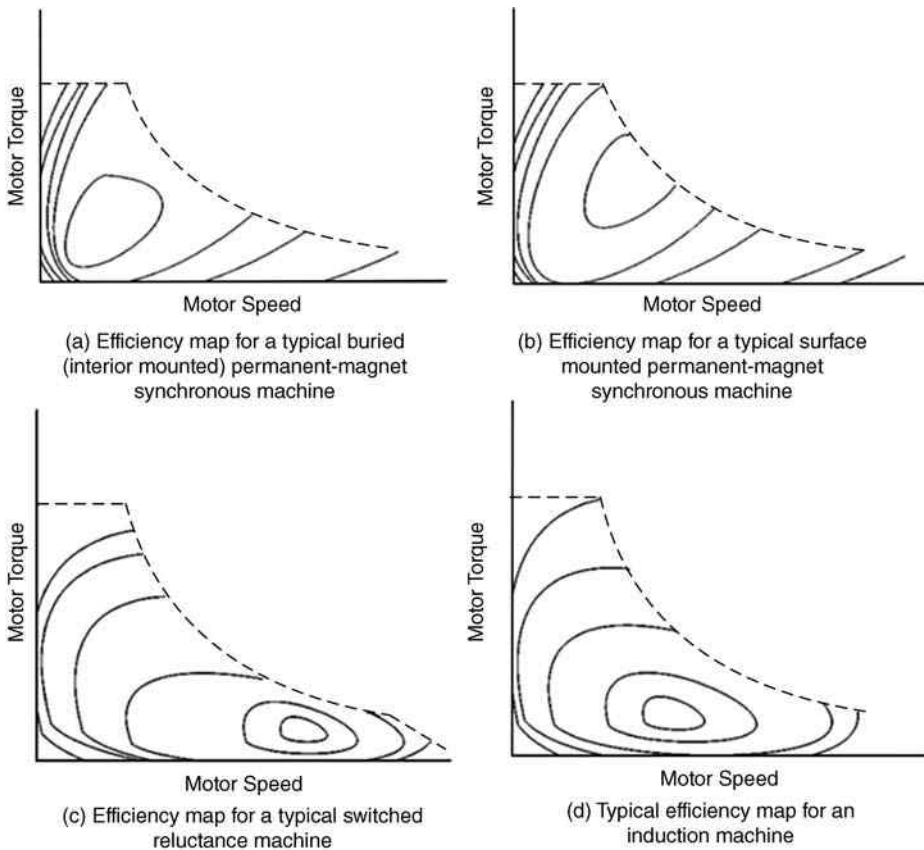 Motor Torque
Motor Speed
(a) Efficiency map for a typical buried
(interior mounted) permanent-magnet
synchronous machine
Motor Torque
Motor Speed
(b) Efficiency map for a typical surface
mounted permanent-magnet
synchronous machine
Motor Torque
Motor Speed
(c) Efficiency map for a typical switched
reluctance machine
Motor Torque
Motor Speed
(d) Typical efficiency map for an
induction machine